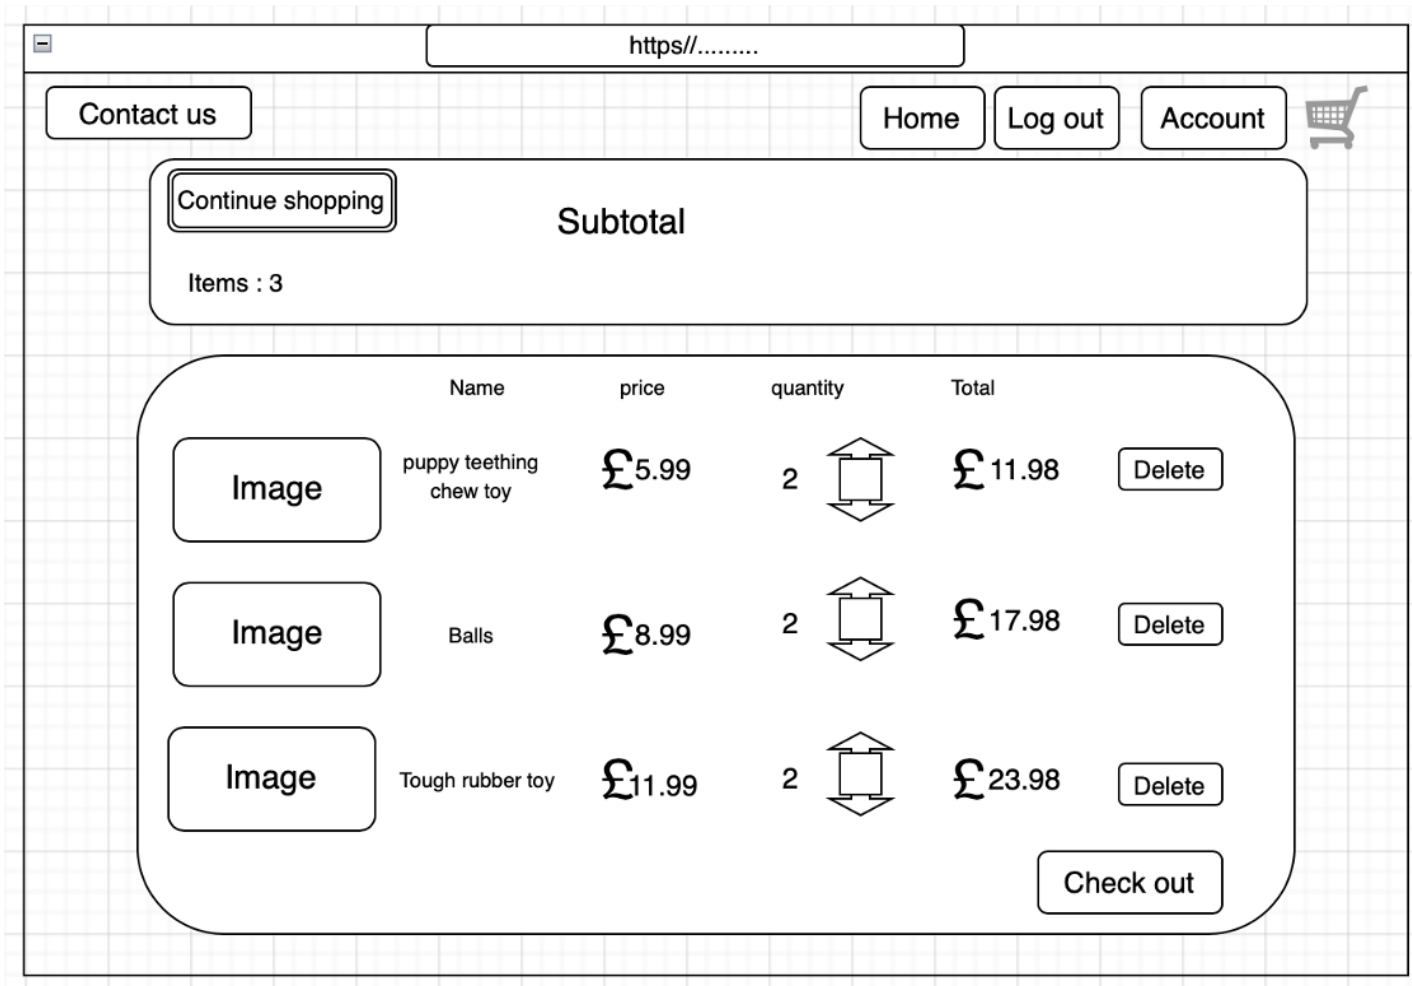 https//.........
Contact us
Home
Log out
Account
Continue shopping
Subtotal
Items : 3
Name price quantity Total
Image
puppy teething
chew toy
£5.99
2
£ 11.98
Delete
Image
Balls
£8.99
2
£17.98
Delete
Image
Tough rubber toy
£11.99
2
£23.98
Delete
Check out